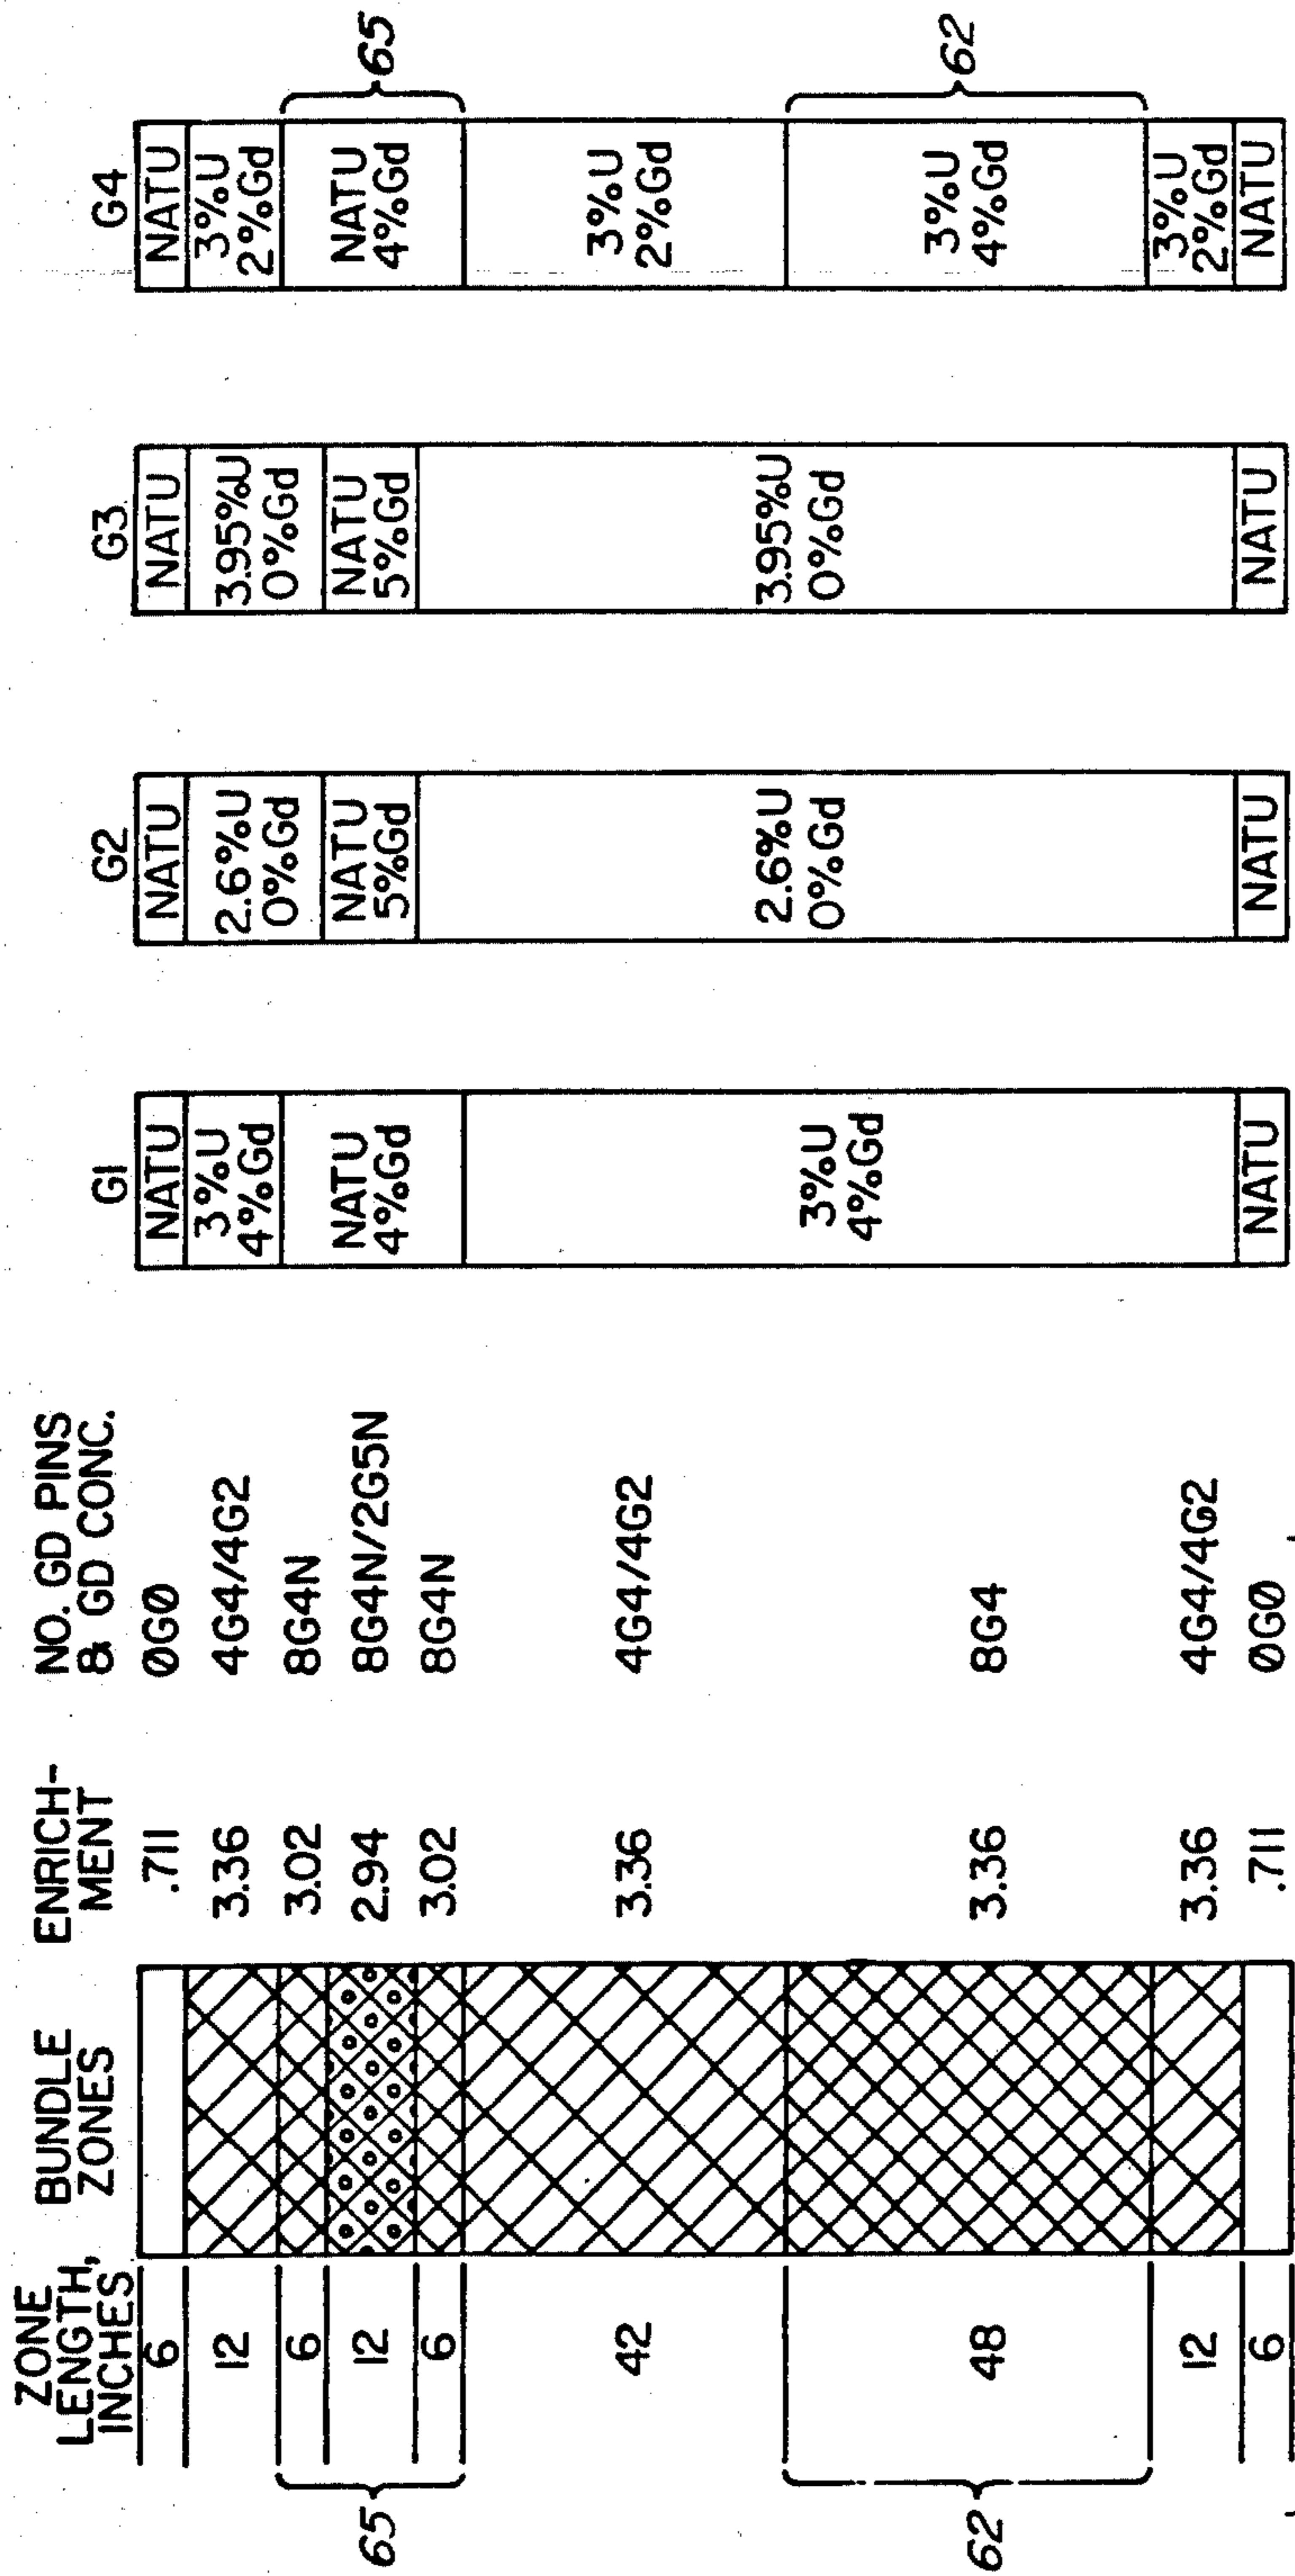 ZONE
LENGTH,
INCHES
BUNDLE
ZONES
ENRICH-
MENT
NO. GD PINS
& GD CONC.
6
.711
0G0
12
3.36
4G4/4G2
6
3.02
8G4N
12
2.94
8G4N/2G5N
6
3.02
8G4N
42
3.36
4G4/4G2
48
3.36
8G4
12
3.36
4G4/4G2
6
.711
0G0
65
62
G1
NATU
3%U
4%Gd
NATU
4%Gd
3%U
4%Gd
NATU
G2
NATU
2.6%U
0%Gd
NATU
5%Gd
2.6%U
0%Gd
NATU
G3
NATU
3.95%U
0%Gd
NATU
5%Gd
3.95%U
0%Gd
NATU
G4
NATU
3%U
2%Gd
NATU
4%Gd
3%U
2%Gd
3%U
4%Gd
3%U
2%Gd
NATU
65
62